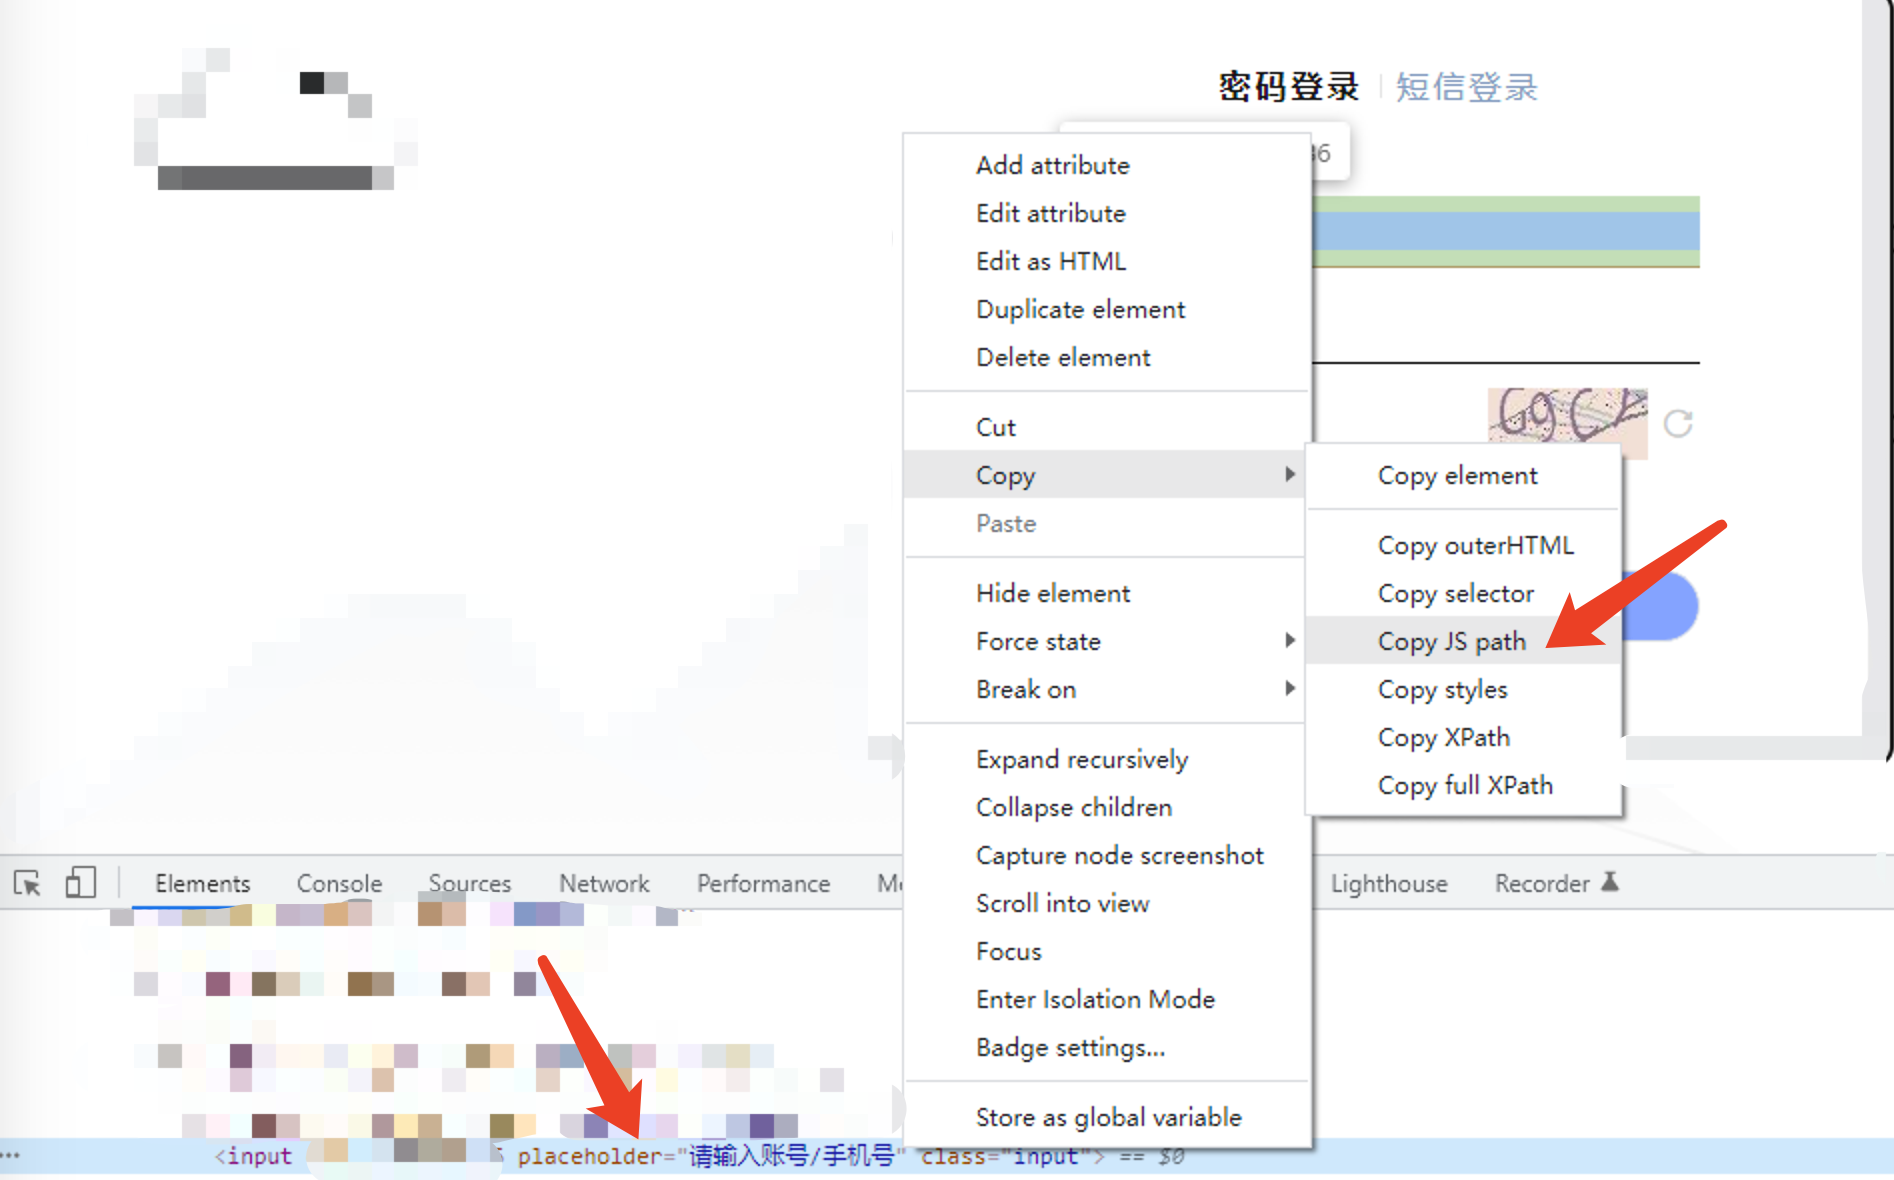 密码登录 短信登录
36
Add attribute
Edit attribute
Edit as HTML
Duplicate element
Delete element
Cut
Copy
Paste
Hide element
Force state
Break on
Expand recursively
Collapse children
Capture node screenshot
Scroll into view
Focus
Enter Isolation Mode
Badge settings...
Store as global variable
Copy element
Copy outerHTML
Copy selector
Copy JS path
Copy styles
Copy XPath
Copy full XPath
Elements Console Sources Network Performance Lighthouse Recorder
<input placeholder="请输入账号/手机号" class="input"> == $0